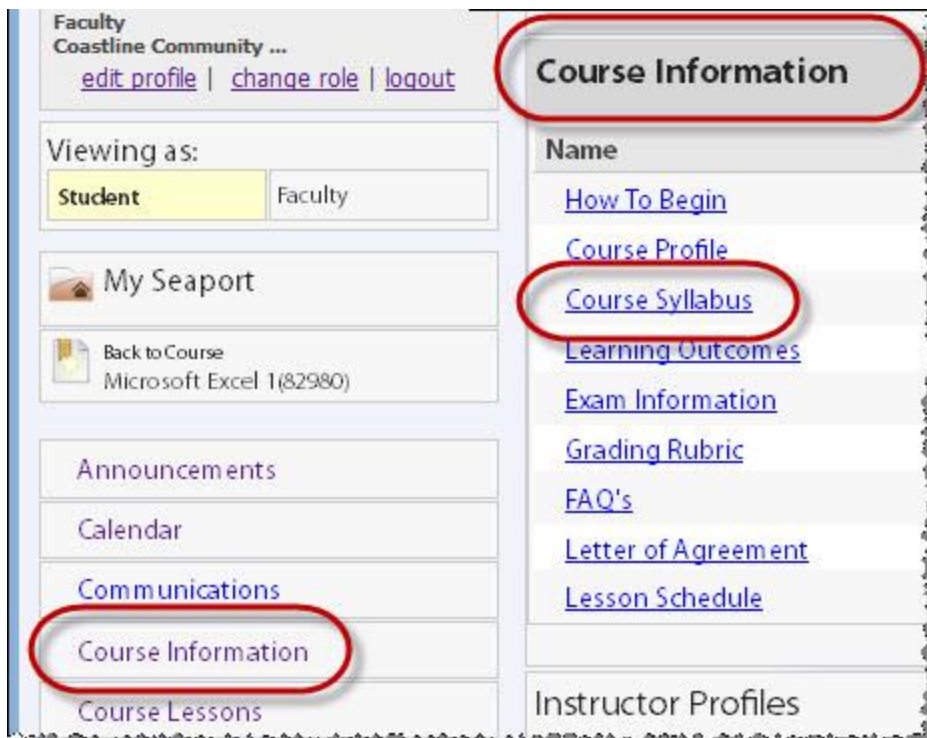 Faculty
Coastline Community ...
edit profile | change role | logout
Viewing as:
Student Faculty
My Seaport
Back to Course
Microsoft Excel 1(82980)
Announcements
Calendar
Communications
Course Information
Course Lessons
Course Information
Name
How To Begin
Course Profile
Course Syllabus
Learning Outcomes
Exam Information
Grading Rubric
FAQ's
Letter of Agreement
Lesson Schedule
Instructor Profiles